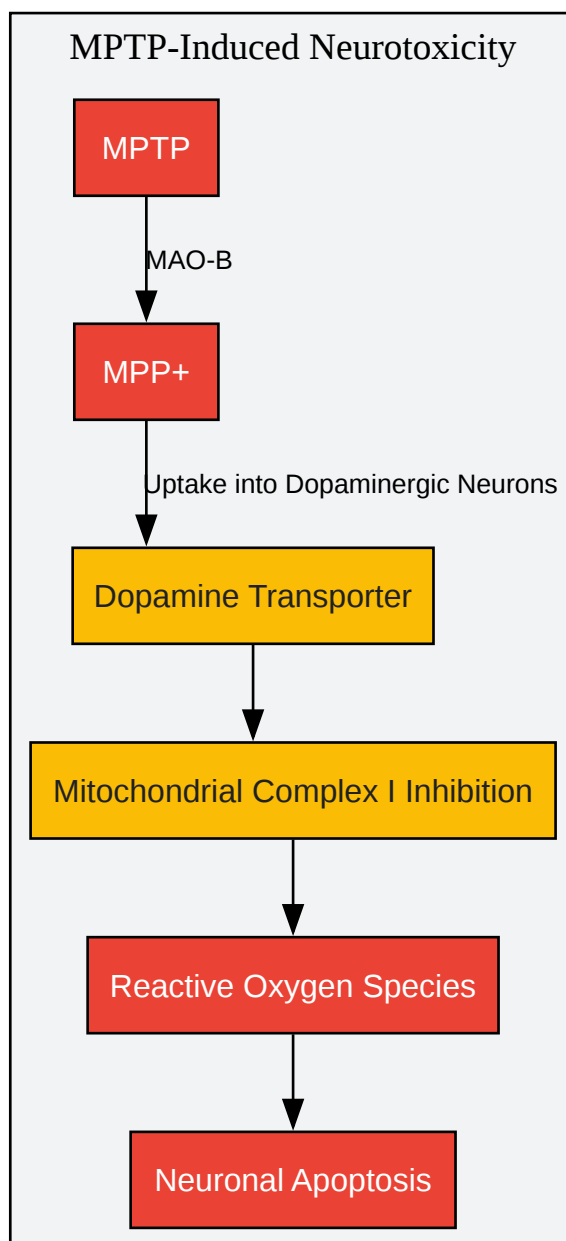 MPTP-Induced Neurotoxicity
MPTP
MAO-B
MPP+
Uptake into Dopaminergic Neurons
Dopamine Transporter
Mitochondrial Complex I Inhibition
Reactive Oxygen Species
Neuronal Apoptosis